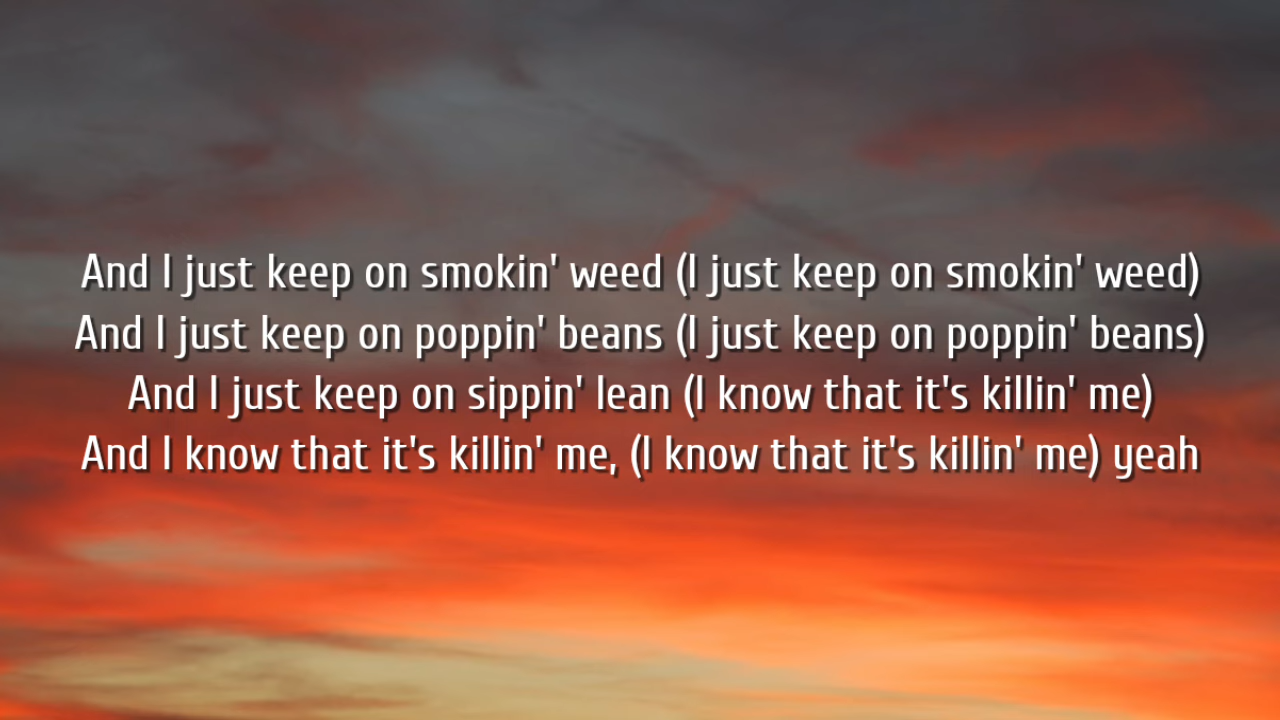 And I just keep on smokin' weed (I just keep on smokin' weed)
And I just keep on poppin' beans (I just keep on poppin' beans)
And I just keep on sippin' lean (I know that it's killin' me)
And I know that it's killin' me, (I know that it's killin' me) yeah